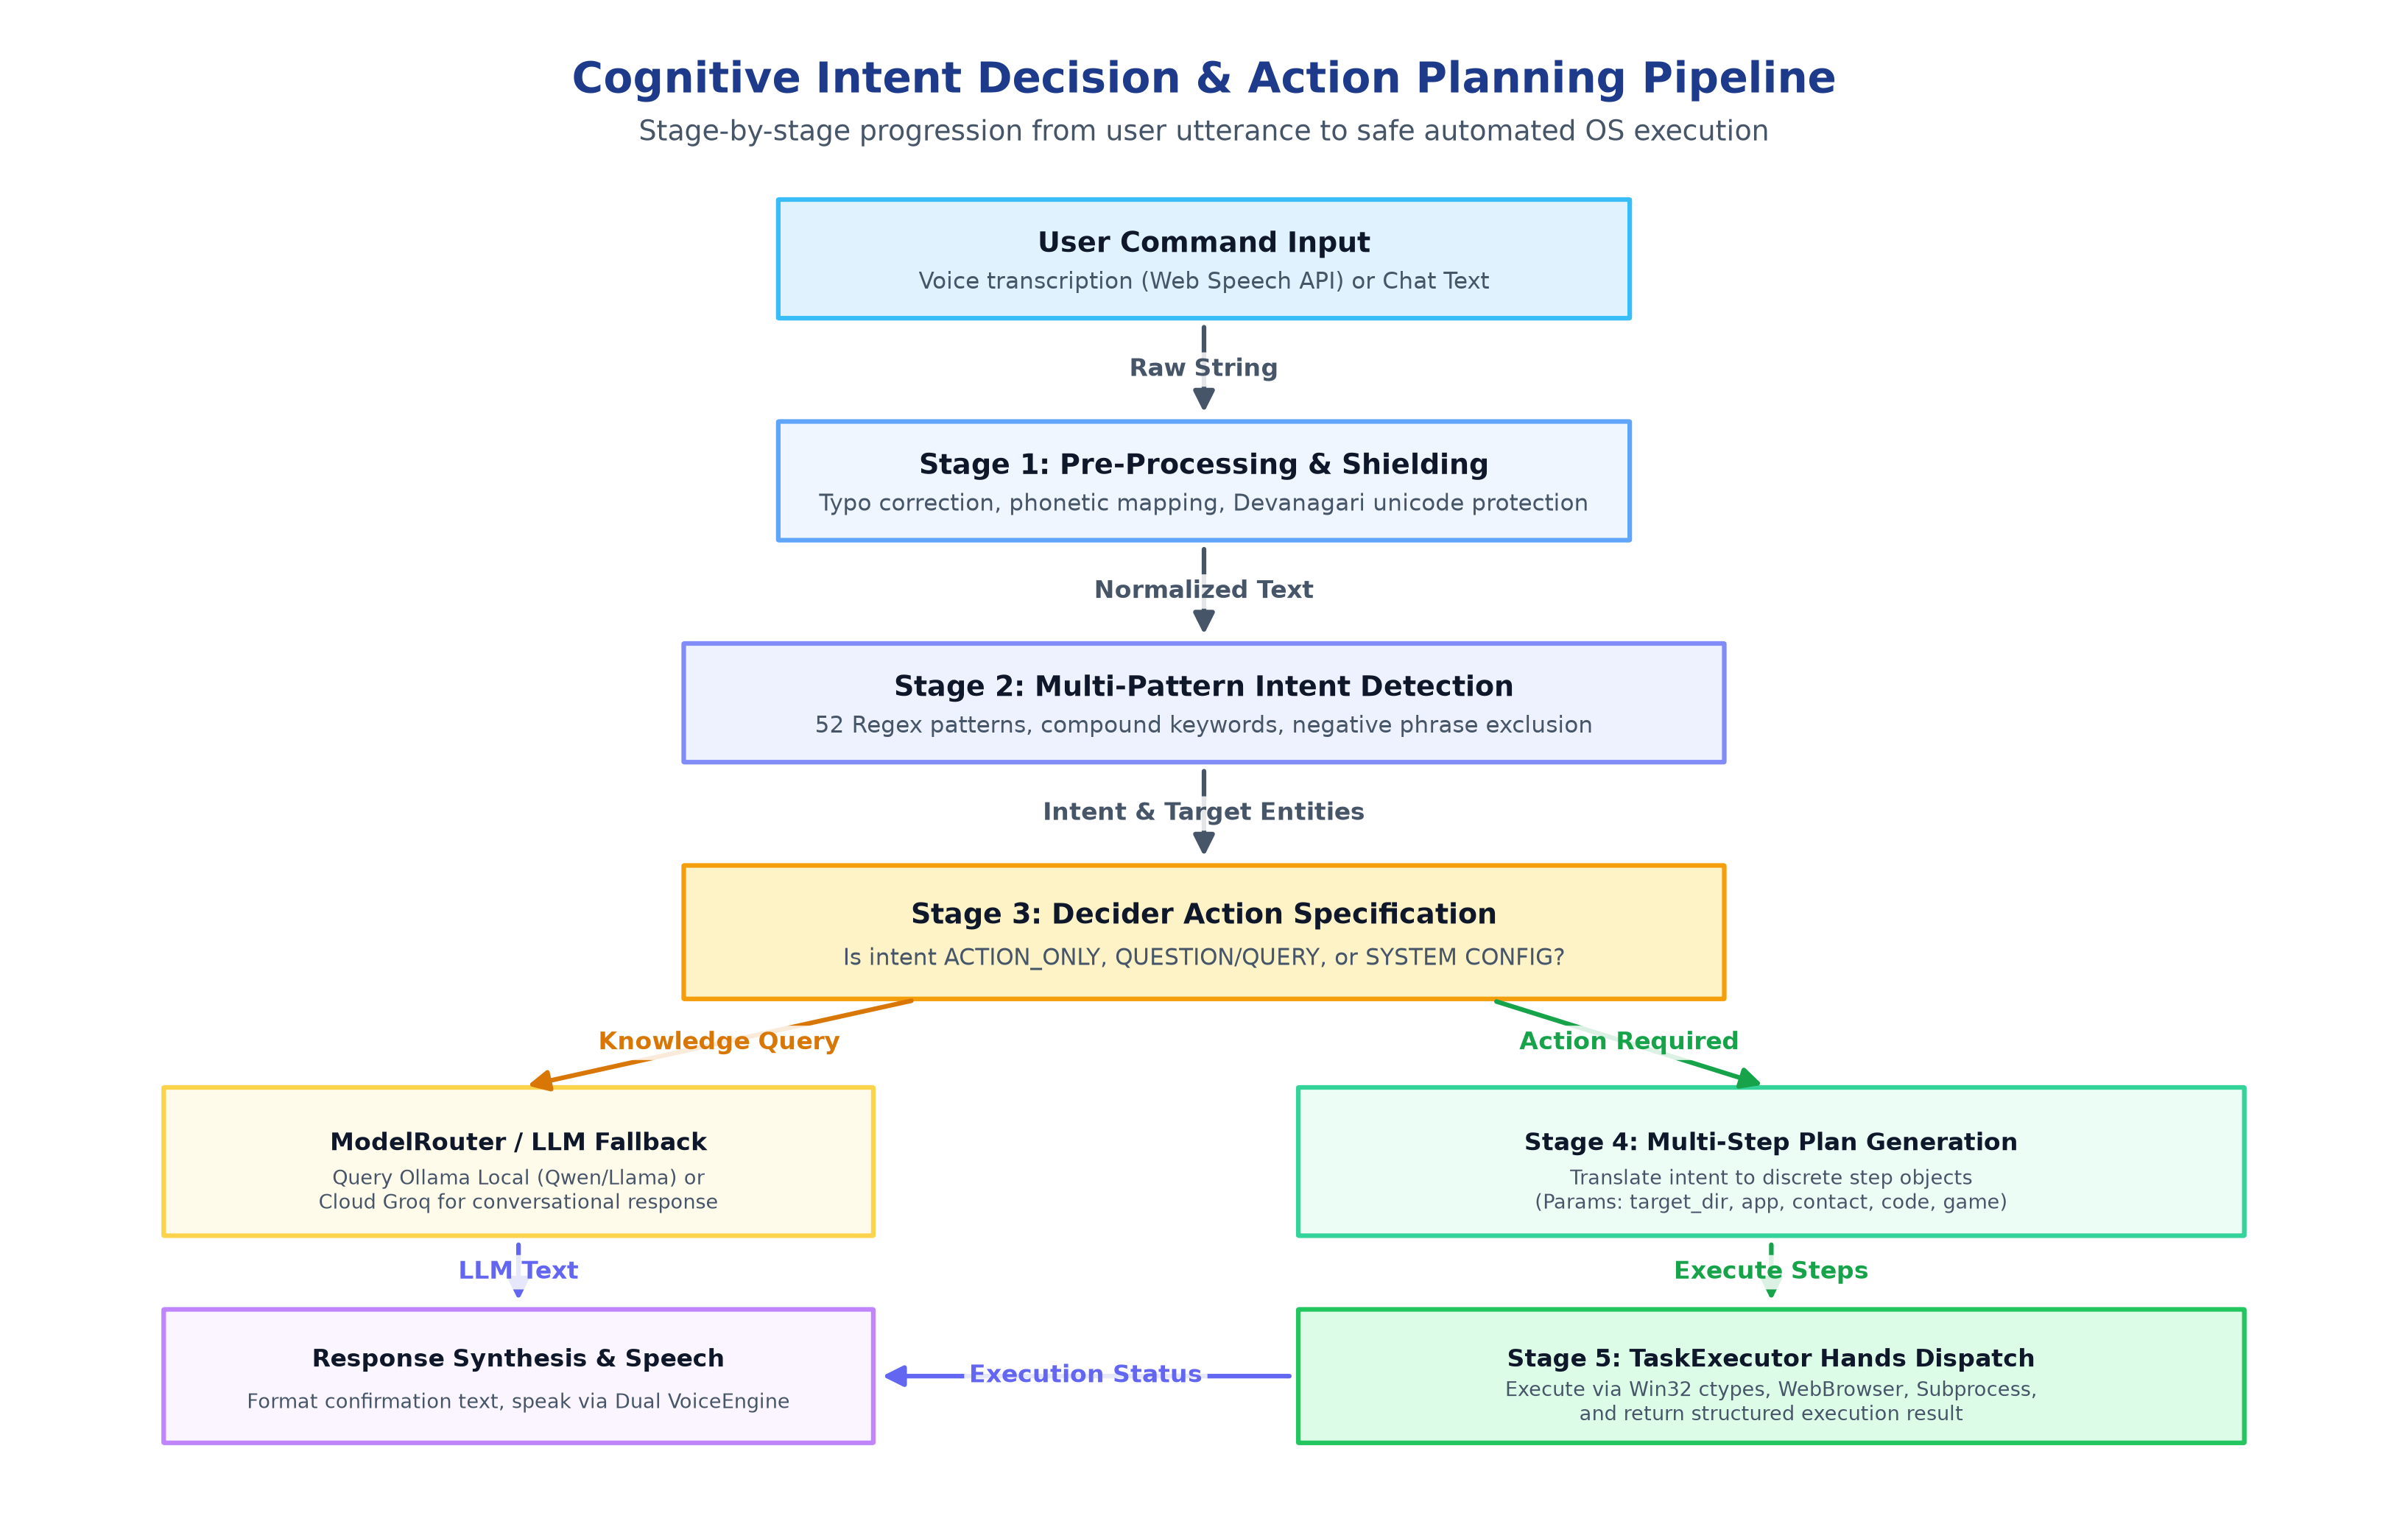 Cognitive Intent Decision & Action Planning Pipeline
Stage-by-stage progression from user utterance to safe automated OS execution
User Command Input
Voice transcription (Web Speech API) or Chat Text
Raw String
Stage 1: Pre-Processing & Shielding
Typo correction, phonetic mapping, Devanagari unicode protection
Normalized Text
Stage 2: Multi-Pattern Intent Detection
52 Regex patterns, compound keywords, negative phrase exclusion
Intent & Target Entities
Stage 3: Decider Action Specification
Is intent ACTION_ONLY, QUESTION/QUERY, or SYSTEM CONFIG?
Knowledge Query
Action Required
ModelRouter / LLM Fallback
Query Ollama Local (Qwen/Llama) or
Cloud Groq for conversational response
Stage 4: Multi-Step Plan Generation
Translate intent to discrete step objects
(Params: target_dir, app, contact, code, game)
LLM Text
Execute Steps
Response Synthesis & Speech
Format confirmation text, speak via Dual VoiceEngine
Execution Status
Stage 5: TaskExecutor Hands Dispatch
Execute via Win32 ctypes, WebBrowser, Subprocess,
and return structured execution result